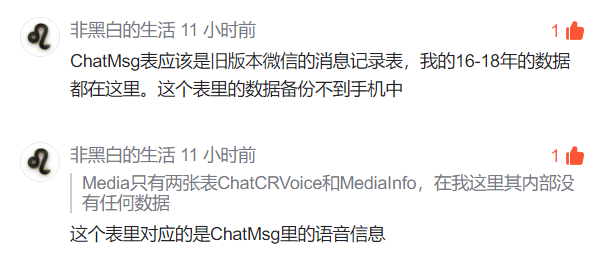 非黑白的生活 11 小时前
1
ChatMsg表应该是旧版本微信的消息记录表，我的16-18年的数据
都在这里。这个表里的数据备份不到手机中
非黑白的生活 11 小时前
1
Media只有两张表ChatCRVoice和MediaInfo，在我这里其内部没
有任何数据
这个表里对应的是ChatMsg里的语音信息